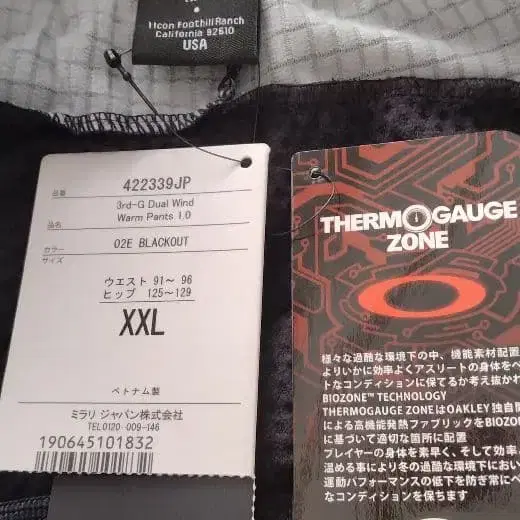 1 Icon Foothill Ranch
California 92610
USA
品番 422339JP
品名 3rd-G Dual Wind
Warm Pants 1.0
カラー 02E BLACKOUT
サイズ
ウエスト 91～ 96
ヒップ 125～129
XXL
ベトナム製
ミラリ ジャパン株式会社
TEL0120-009-146
190645101832
THERMOGAUGE
ZONE
様々な過酷な環境下の中、機能素材配置
よりいかに効率よくアスリートの身体をベ
トなコンディションに保てるか考え抜かれ
BIOZONE™ TECHNOLOGY
THERMOGAUGE ZONEはOAKLEY独自開
による高機能発熱ファブリックをBIOZO
に基づいて適切な箇所に配置
プレイヤーの身体を素早く、そして効率
温める事により冬の過酷な環境下におい
運動パフォーマンスの低下を防ぎ常にベ
なコンディションを保ちます